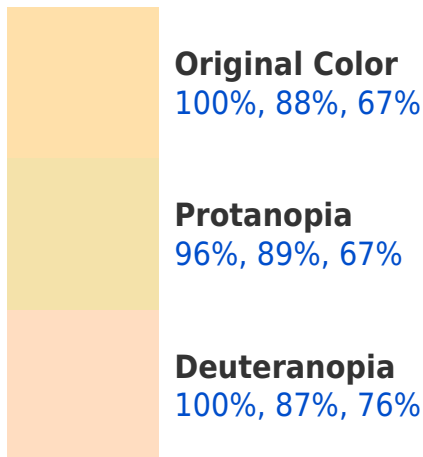 Original Color
100%, 88%, 67%
Protanopia
96%, 89%, 67%
Deuteranopia
100%, 87%, 76%